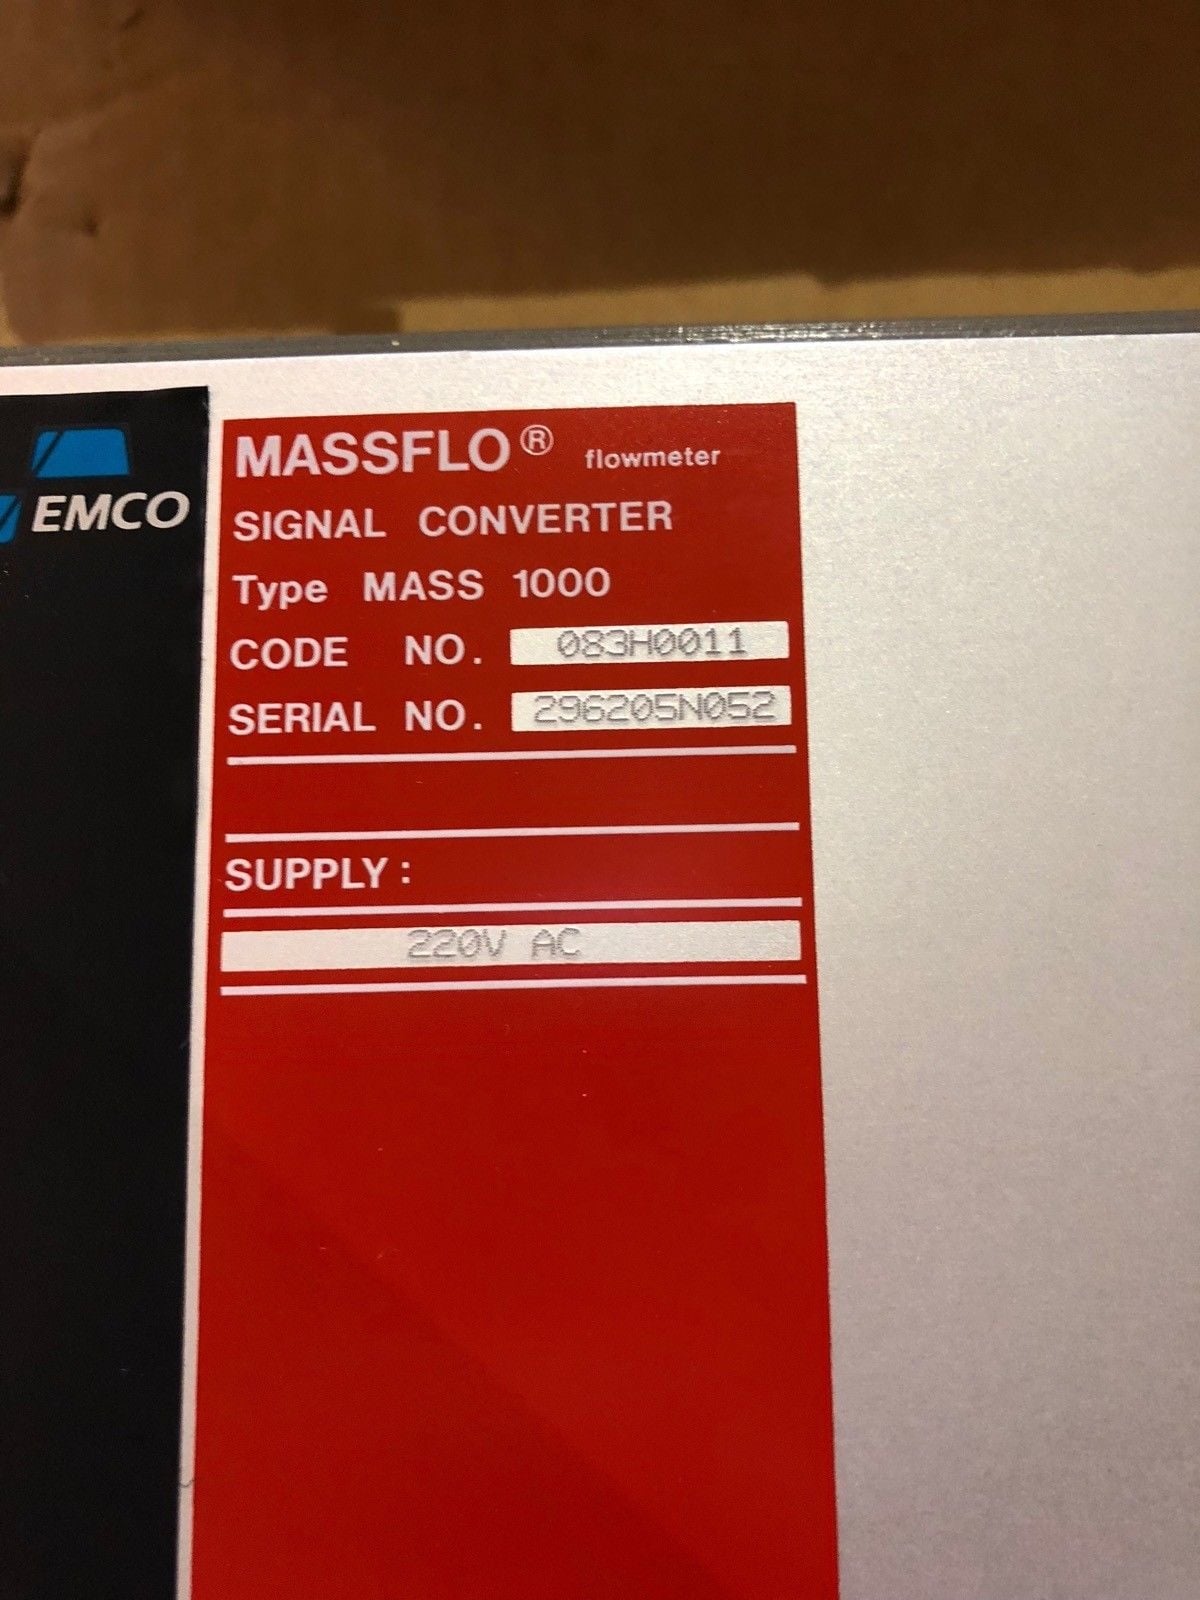 MASSFLO® flowmeter
EMCO
SIGNAL CONVERTER
Type MASS 1000
CODE NO. 083H0011
SERIAL NO. 296205N052
SUPPLY:
220V AC